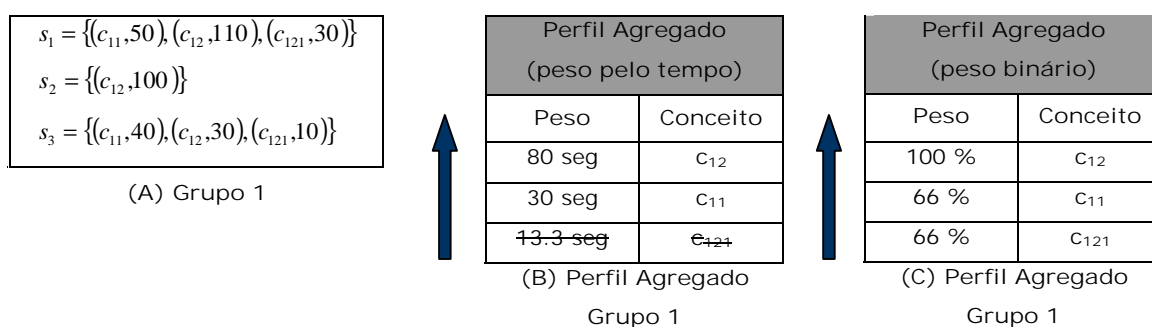 s₁ = {(c₁₁,50),(c₁₂,110),(c₁₂₁,30)}
s₂ = {(c₁₂,100)}
s₃ = {(c₁₁,40),(c₁₂,30),(c₁₂₁,10)}
(A) Grupo 1
Perfil Agregado
(peso pelo tempo)
Peso Conceito
80 seg c₁₂
30 seg c₁₁
13.3 seg c₁₂₁
(B) Perfil Agregado
Grupo 1
Perfil Agregado
(peso binário)
Peso Conceito
100 % c₁₂
66 % c₁₁
66 % c₁₂₁
(C) Perfil Agregado
Grupo 1